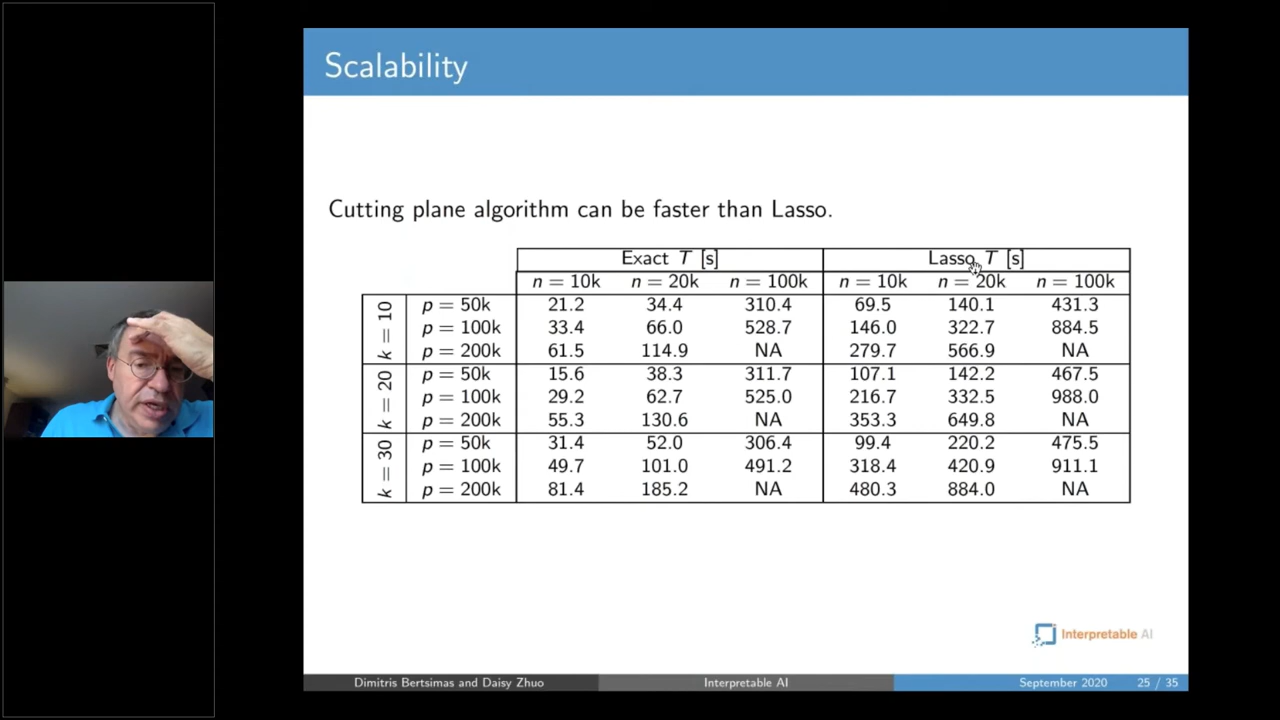 Scalability
Cutting plane algorithm can be faster than Lasso.
Exact T [s] Lasso T [s]
n = 10k n = 20k n = 100k n = 10k n = 20k n = 100k
k = 10
p = 50k 21.2 34.4 310.4 69.5 140.1 431.3
p = 100k 33.4 66.0 528.7 146.0 322.7 884.5
p = 200k 61.5 114.9 NA 279.7 566.9 NA
k = 20
p = 50k 15.6 38.3 311.7 107.1 142.2 467.5
p = 100k 29.2 62.7 525.0 216.7 332.5 988.0
p = 200k 55.3 130.6 NA 353.3 649.8 NA
k = 30
p = 50k 31.4 52.0 306.4 99.4 220.2 475.5
p = 100k 49.7 101.0 491.2 318.4 420.9 911.1
p = 200k 81.4 185.2 NA 480.3 884.0 NA
Interpretable AI
Dimitris Bertsimas and Daisy Zhuo Interpretable AI September 2020 25 / 35